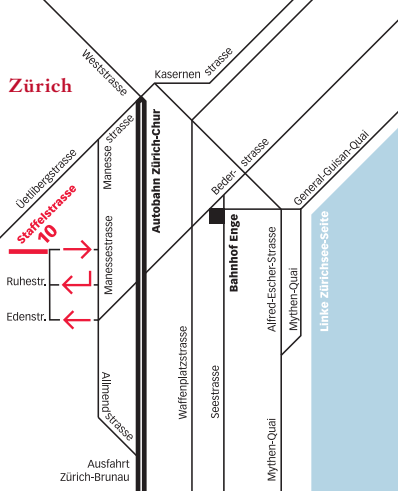 Weststrasse
Kasernen strasse
Zürich
Manesse strasse
Autobahn Zürich-Chur
Üetlibergstrasse
Beder- strasse
General-Guisan-Quai
Staffelstrasse
10
Manessestrasse
Bahnhof Enge
Alfred-Escher-Strasse
Mythen-Quai
Linke Zürichsee-Seite
Ruhestr.
Edenstr.
Waffenplatzstrasse
Seestrasse
Allmend strasse
Mythen-Quai
Ausfahrt
Zürich-Brunau